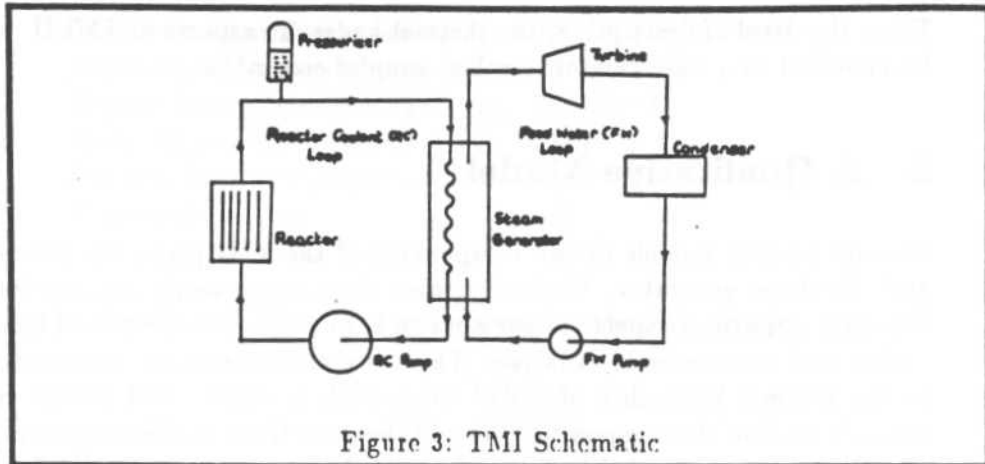 Pressuriser
Turbine
Reactor Coolant (RC)
Loop
Feed Water (FW)
Loop
Condenser
Reactor
Steam
Generator
RC Pump
FW Pump
Figure 3: TMI Schematic